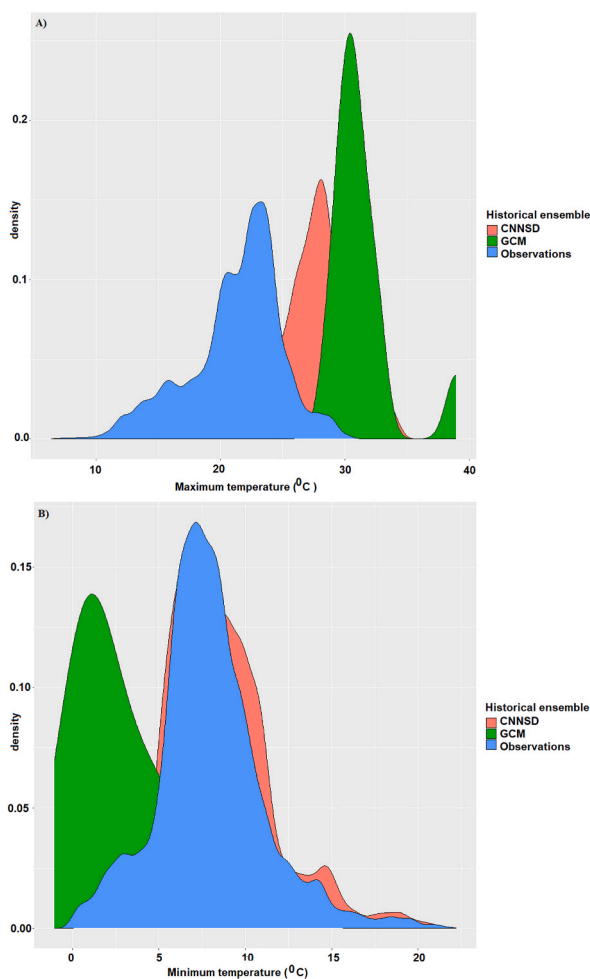 A)
0.2
0.1
0.0
density
10 20 30 40
Maximum temperature (⁰C )
Historical ensemble
CNNSD
GCM
Observations
B)
0.15
0.10
0.05
0.00
density
0 5 10 15 20
Minimum temperature (⁰C )
Historical ensemble
CNNSD
GCM
Observations